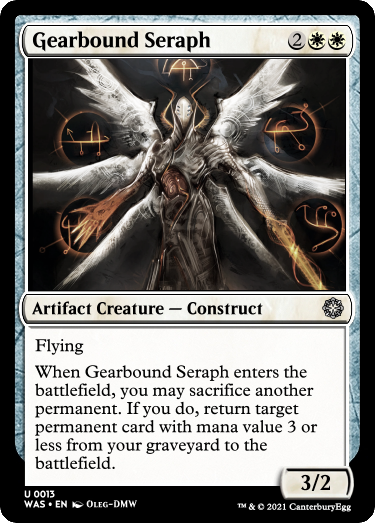 Gearbound Seraph 2
Artifact Creature — Construct
Flying
When Gearbound Seraph enters the
battlefield, you may sacrifice another
permanent. If you do, return target
permanent card with mana value 3 or
less from your graveyard to the
battlefield.
3/2
U 0013
WAS • EN OLEG-DMW
™ & © 2021 CanterburyEgg